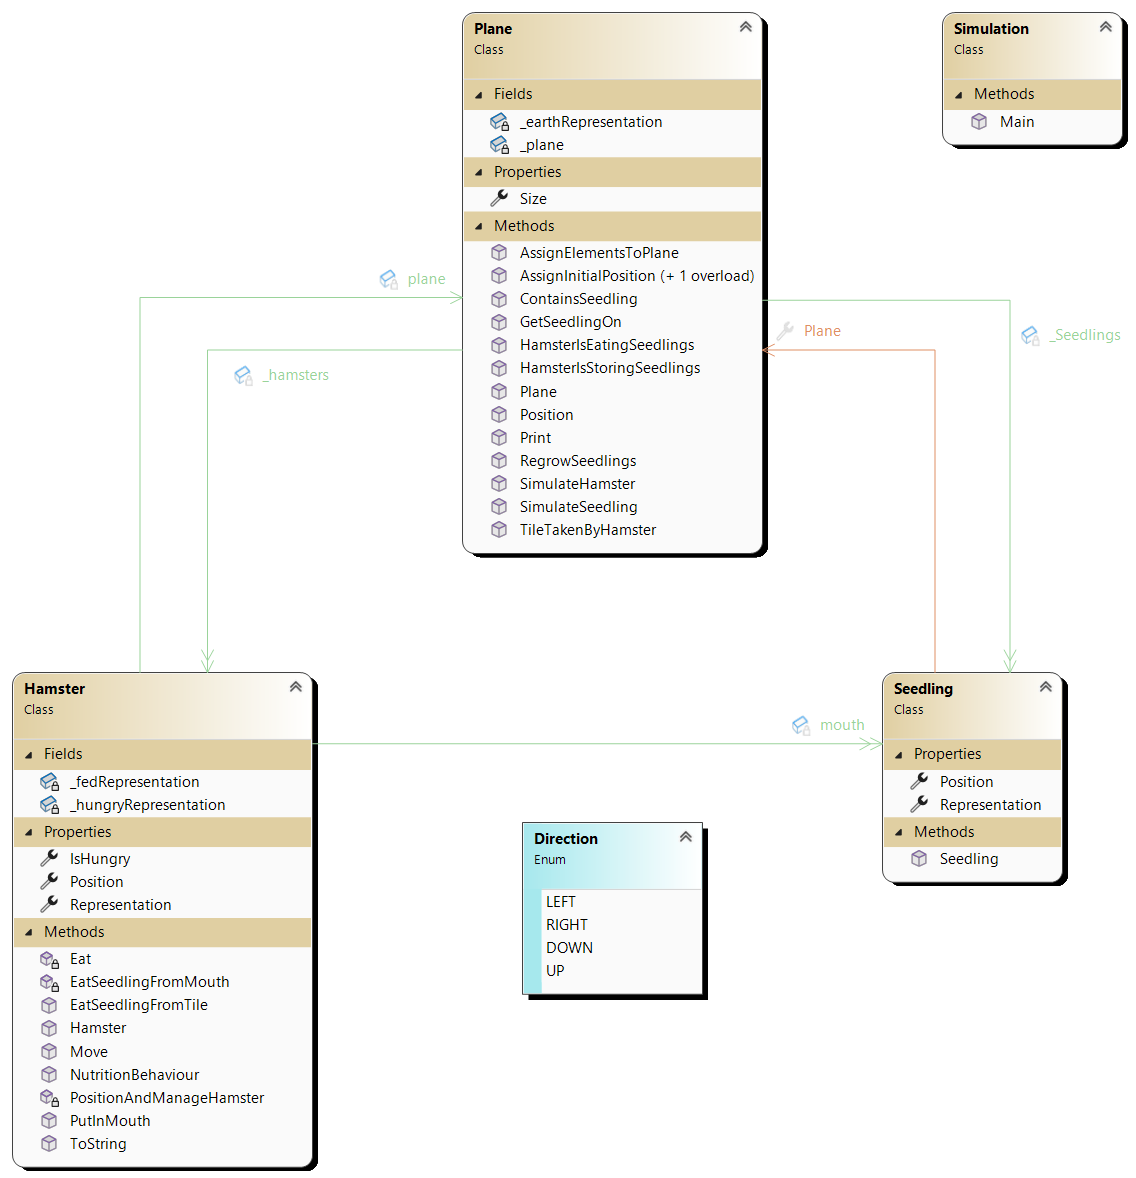 Plane
Class
Fields
_earthRepresentation
_plane
Properties
Size
Methods
AssignElementsToPlane
AssignInitialPosition (+ 1 overload)
ContainsSeedling
GetSeedlingOn
HamsterIsEatingSeedlings
HamsterIsStoringSeedlings
Plane
Position
Print
RegrowSeedlings
SimulateHamster
SimulateSeedling
TileTakenByHamster
Simulation
Class
Methods
Main
plane
_hamsters
Plane
_Seedlings
Hamster
Class
Fields
_fedRepresentation
_hungryRepresentation
Properties
IsHungry
Position
Representation
Methods
Eat
EatSeedlingFromMouth
EatSeedlingFromTile
Hamster
Move
NutritionBehaviour
PositionAndManageHamster
PutInMouth
ToString
mouth
Direction
Enum
LEFT
RIGHT
DOWN
UP
Seedling
Class
Properties
Position
Representation
Methods
Seedling